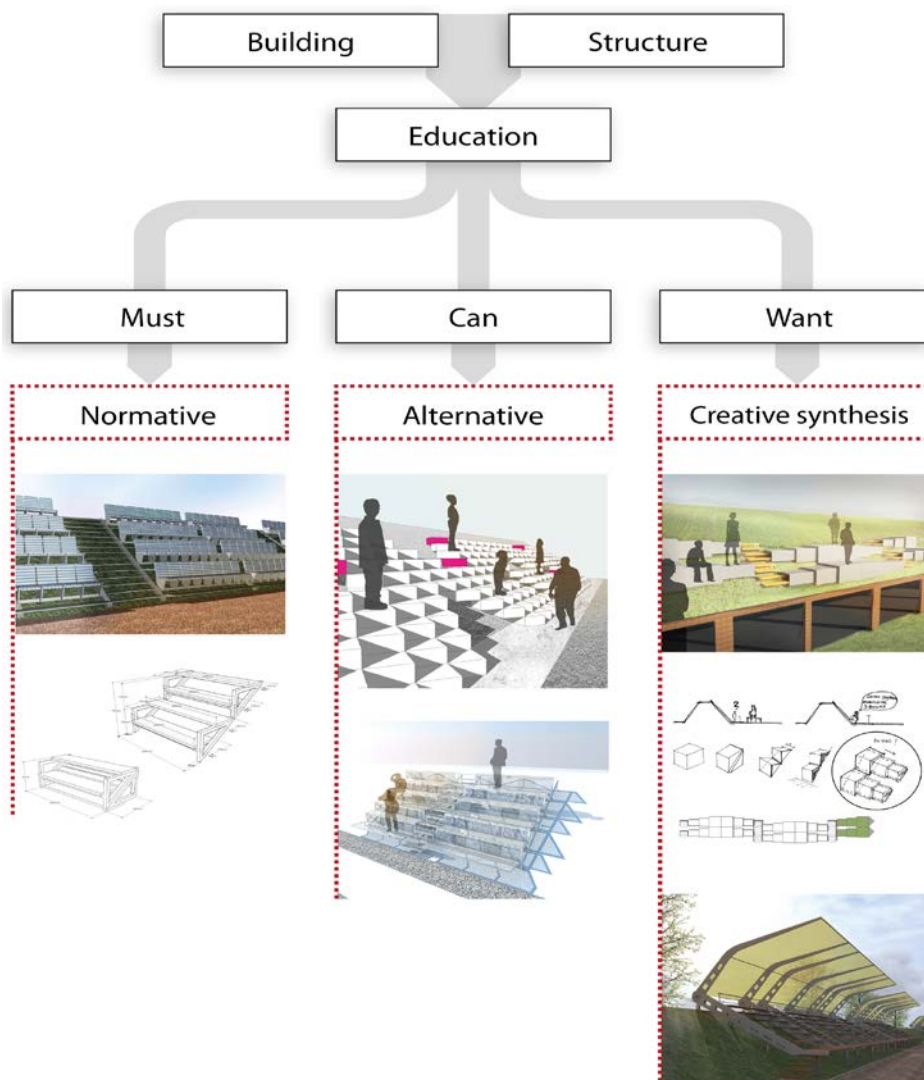 Building
Structure
Education
Must
Can
Want
Normative
Alternative
Creative synthesis